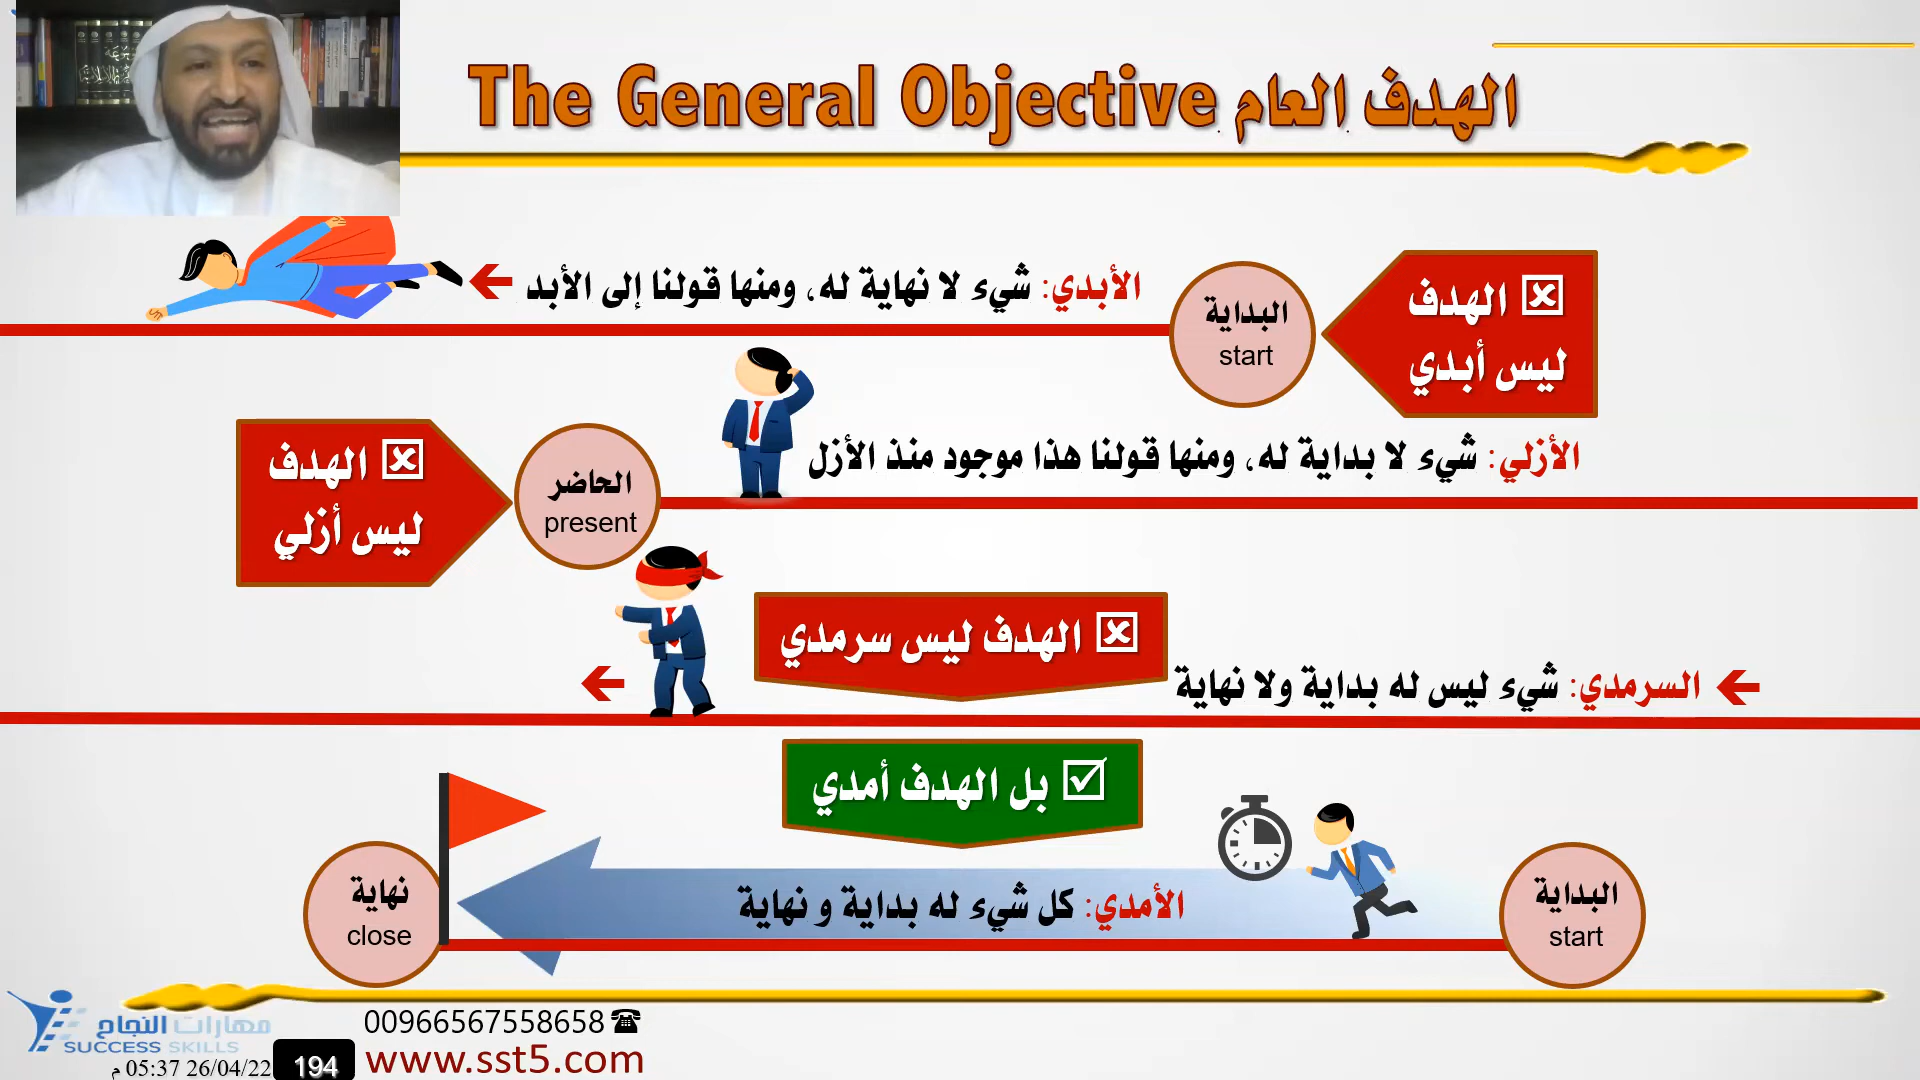 الهدف العام The General Objective
☒ الهدف
ليس أبدي
البداية
start
الأبدي: شيء لا نهاية له، ومنها قولنا إلى الأبد
الأزلي: شيء لا بداية له، ومنها قولنا هذا موجود منذ الأزل
الحاضر
present
☒ الهدف
ليس أزلي
☒ الهدف ليس سرمدي
السرمدي: شيء ليس له بداية ولا نهاية
☑ بل الهدف أمدي
البداية
start
الأمدي: كل شيء له بداية و نهاية
نهاية
close
مهارات النجاح
SUCCESS SKILLS
00966567558658
www.sst5.com
194
26/04/22 05:37 م